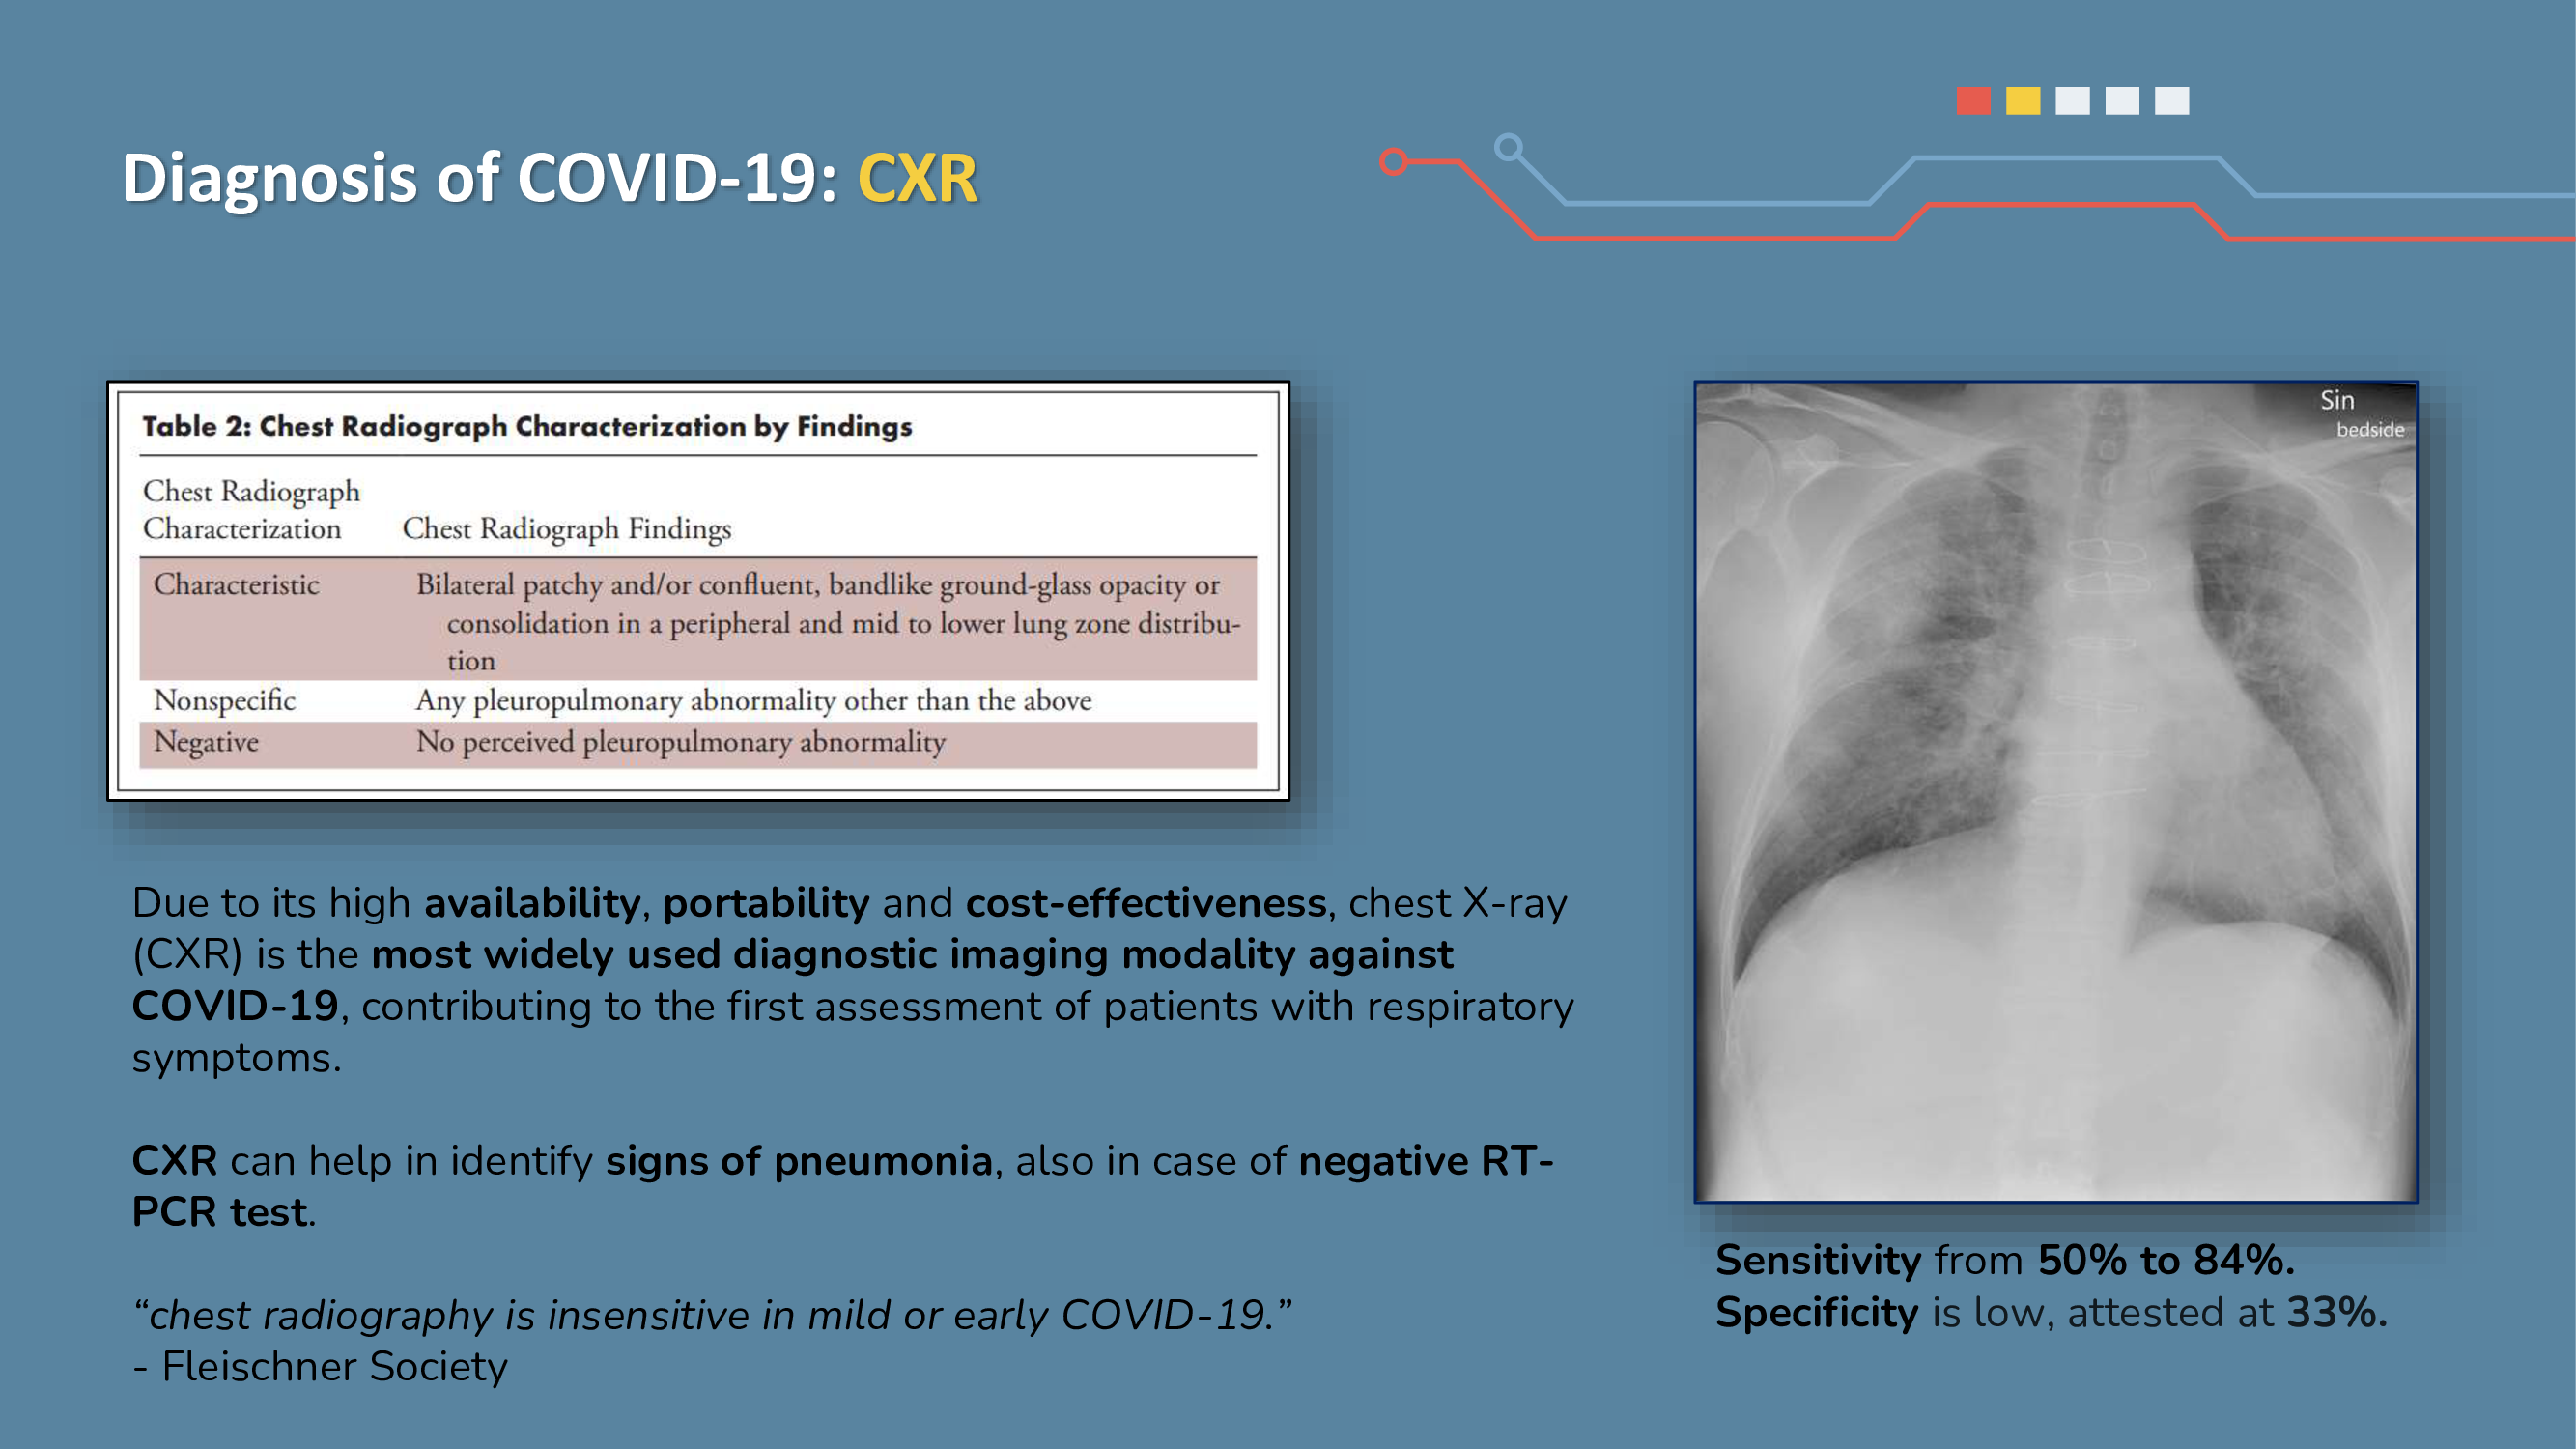 Diagnosis of COVID-19: CXR
Table 2: Chest Radiograph Characterization by Findings
Chest Radiograph
Characterization
Chest Radiograph Findings
Characteristic
Bilateral patchy and/or confluent, bandlike ground-glass opacity or
consolidation in a peripheral and mid to lower lung zone distribu-
tion
Nonspecific
Any pleuropulmonary abnormality other than the above
Negative
No perceived pleuropulmonary abnormality
Due to its high availability, portability and cost-effectiveness, chest X-ray
(CXR) is the most widely used diagnostic imaging modality against
COVID-19, contributing to the first assessment of patients with respiratory
symptoms.
CXR can help in identify signs of pneumonia, also in case of negative RT-
PCR test.
“chest radiography is insensitive in mild or early COVID-19.”
- Fleischner Society
Sin
bedside
Sensitivity from 50% to 84%.
Specificity is low, attested at 33%.